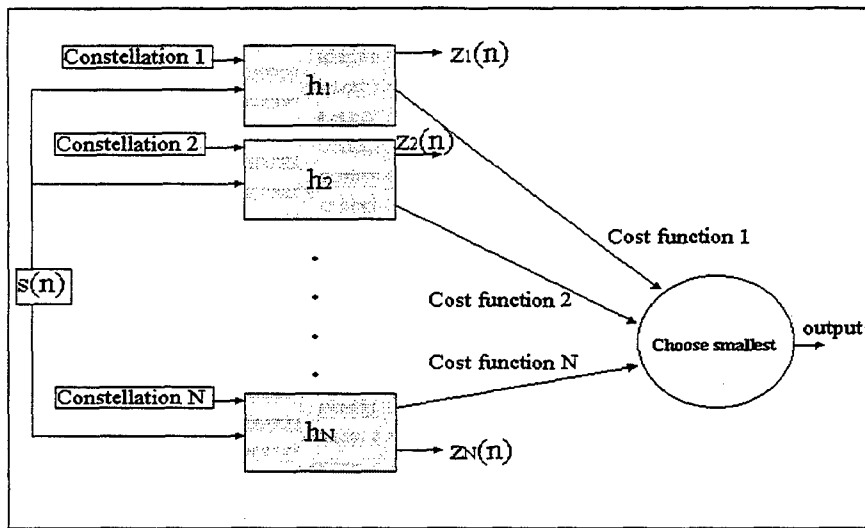 Constellation 1
z1(n)
h1
Constellation 2
z2(n)
h2
Cost function 1
s(n)
Cost function 2
output
Choose smallest
Cost function N
Constellation N
hN
zN(n)